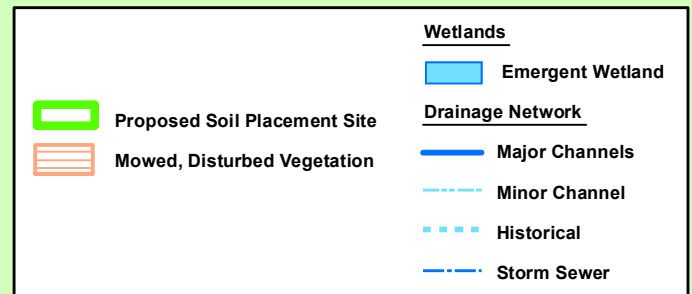 Proposed Soil Placement Site
Mowed, Disturbed Vegetation
Wetlands
Emergent Wetland
Drainage Network
Major Channels
Minor Channel
Historical
Storm Sewer